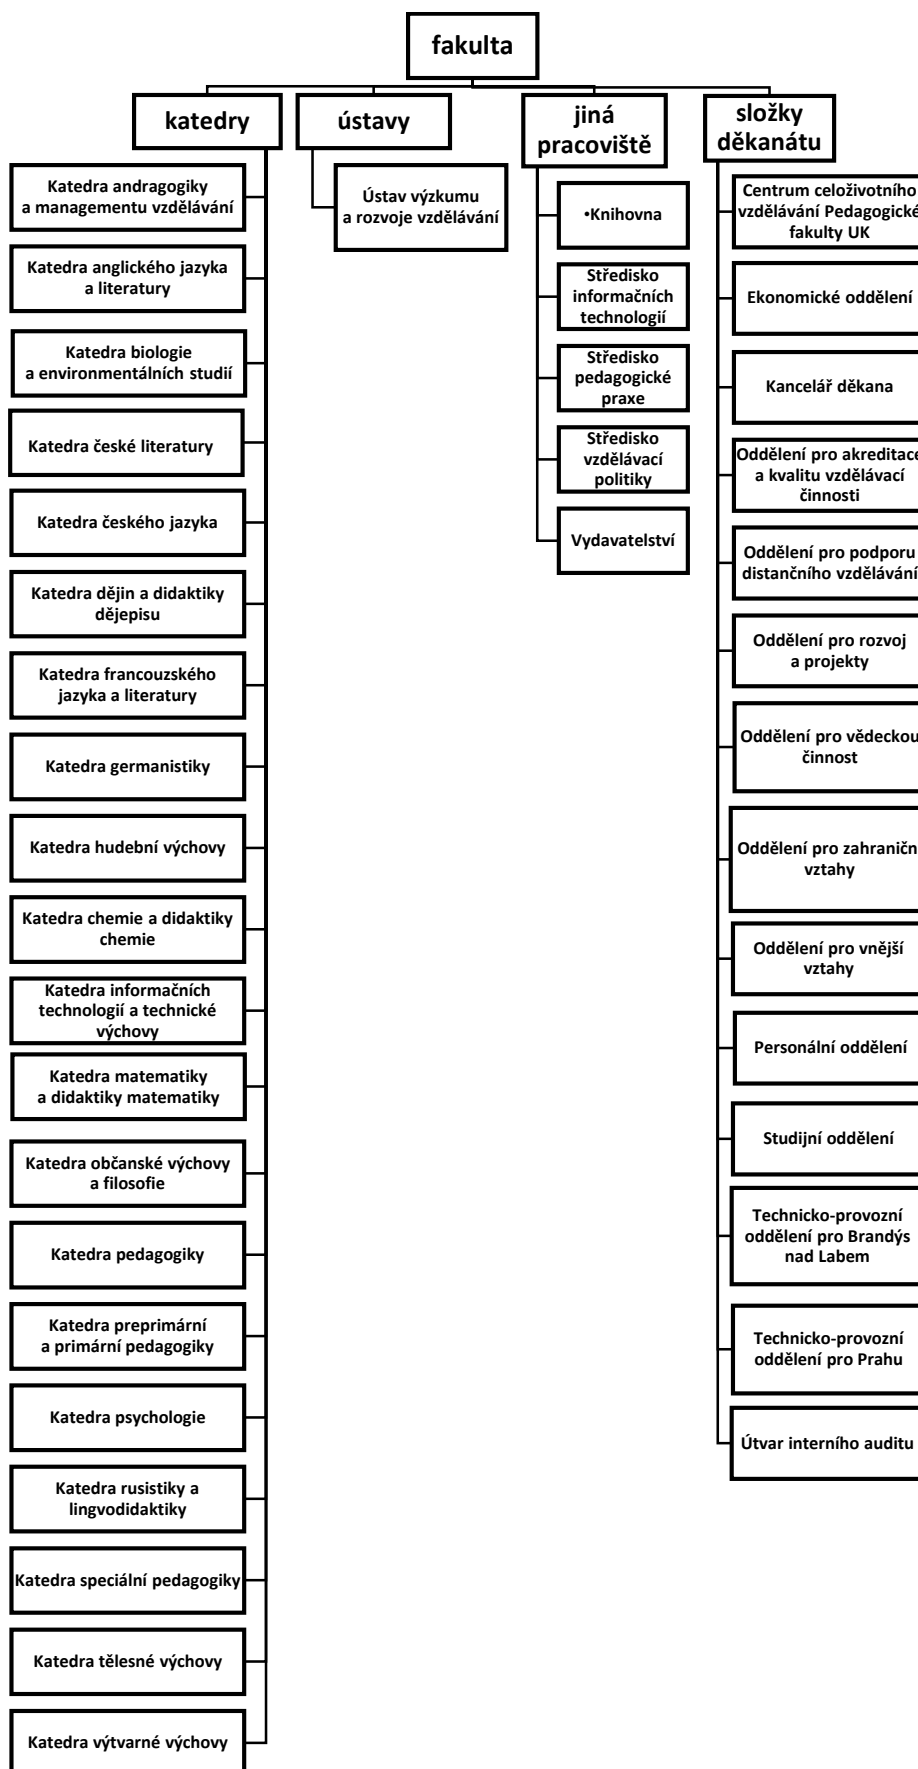 fakulta
katedry
ústavy
jiná
pracoviště
složky
děkanátu
Katedra andragogiky
a managementu vzdělávání
Katedra anglického jazyka
a literatury
Katedra biologie
a environmentálních studií
Katedra české literatury
Katedra českého jazyka
Katedra dějin a didaktiky
dějepisu
Katedra francouzského
jazyka a literatury
Katedra germanistiky
Katedra hudební výchovy
Katedra chemie a didaktiky
chemie
Katedra informačních
technologií a technické
výchovy
Katedra matematiky
a didaktiky matematiky
Katedra občanské výchovy
a filosofie
Katedra pedagogiky
Katedra preprimární
a primární pedagogiky
Katedra psychologie
Katedra rusistiky a
lingvodidaktiky
Katedra speciální pedagogiky
Katedra tělesné výchovy
Katedra výtvarné výchovy
Ústav výzkumu
a rozvoje vzdělávání
•Knihovna
Středisko
informačních
technologií
Středisko
pedagogické
praxe
Středisko
vzdělávací
politiky
Vydavatelství
Centrum celoživotního
vzdělávání Pedagogické
fakulty UK
Ekonomické oddělení
Kancelář děkana
Oddělení pro akreditace
a kvalitu vzdělávací
činnosti
Oddělení pro podporu
distančního vzdělávání
Oddělení pro rozvoj
a projekty
Oddělení pro vědeckou
činnost
Oddělení pro zahraničn
vztahy
Oddělení pro vnější
vztahy
Personální oddělení
Studijní oddělení
Technicko-provozní
oddělení pro Brandýs
nad Labem
Technicko-provozní
oddělení pro Prahu
Útvar interního auditu